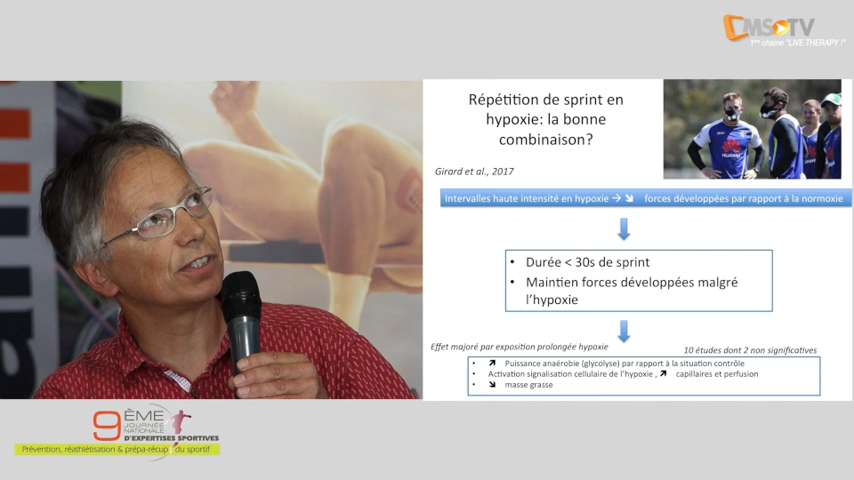 MS TV
1ère chaîne "LIVE THERAPY !"
Répétition de sprint en
hypoxie: la bonne
combinaison?
Girard et al., 2017
Intervalles haute intensité en hypoxie → ↘ forces développées par rapport à la normoxie
• Durée < 30s de sprint
• Maintien forces développées malgré
l'hypoxie
Effet majoré par exposition prolongée hypoxie
10 études dont 2 non significatives
• ↗ Puissance anaérobie (glycolyse) par rapport à la situation contrôle
• Activation signalisation cellulaire de l'hypoxie , ↗ capillaires et perfusion
• ↘ masse grasse
9ÈME
JOURNÉE
NATIONALE
D'EXPERTISES SPORTIVES
Prévention, réathlétisation & prépa-récup du sportif